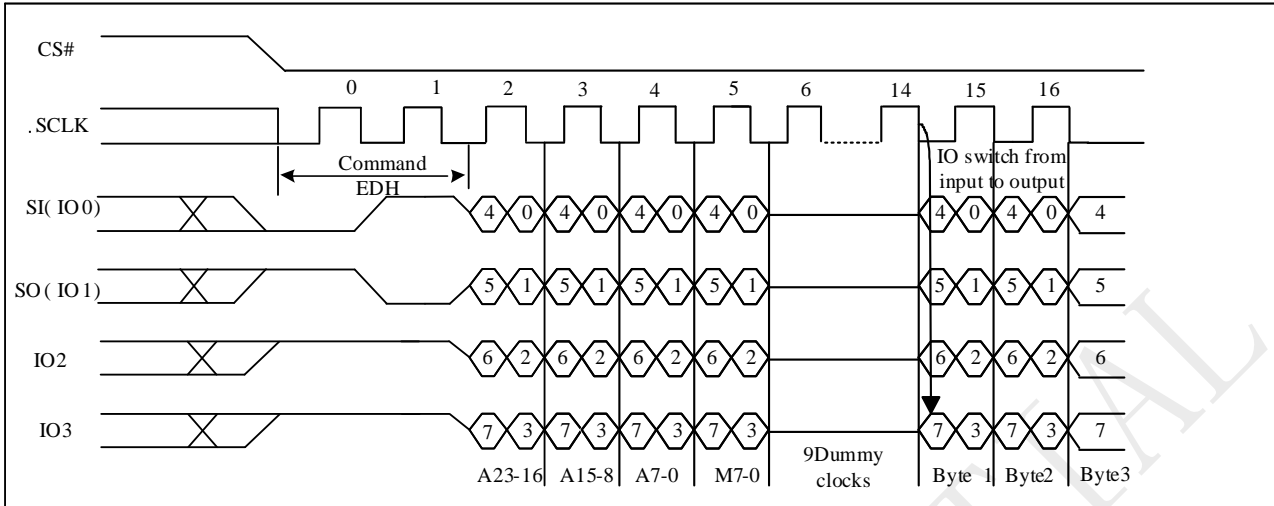 CS#
0 1 2 3 4 5 6 14 15 16
.SCLK
Command
EDH
IO switch from
input to output
SI( IO0)
4 0 4 0 4 0 4 0 4 0 4 0 4
SO ( IO1)
5 1 5 1 5 1 5 1 5 1 5 1 5
IO2
6 2 6 2 6 2 6 2 6 2 6 2 6
IO3
7 3 7 3 7 3 7 3 7 3 7 3 7
A23-16 A15-8 A7-0 M7-0
9Dummy
clocks
Byte 1 Byte2 Byte3
TIAL